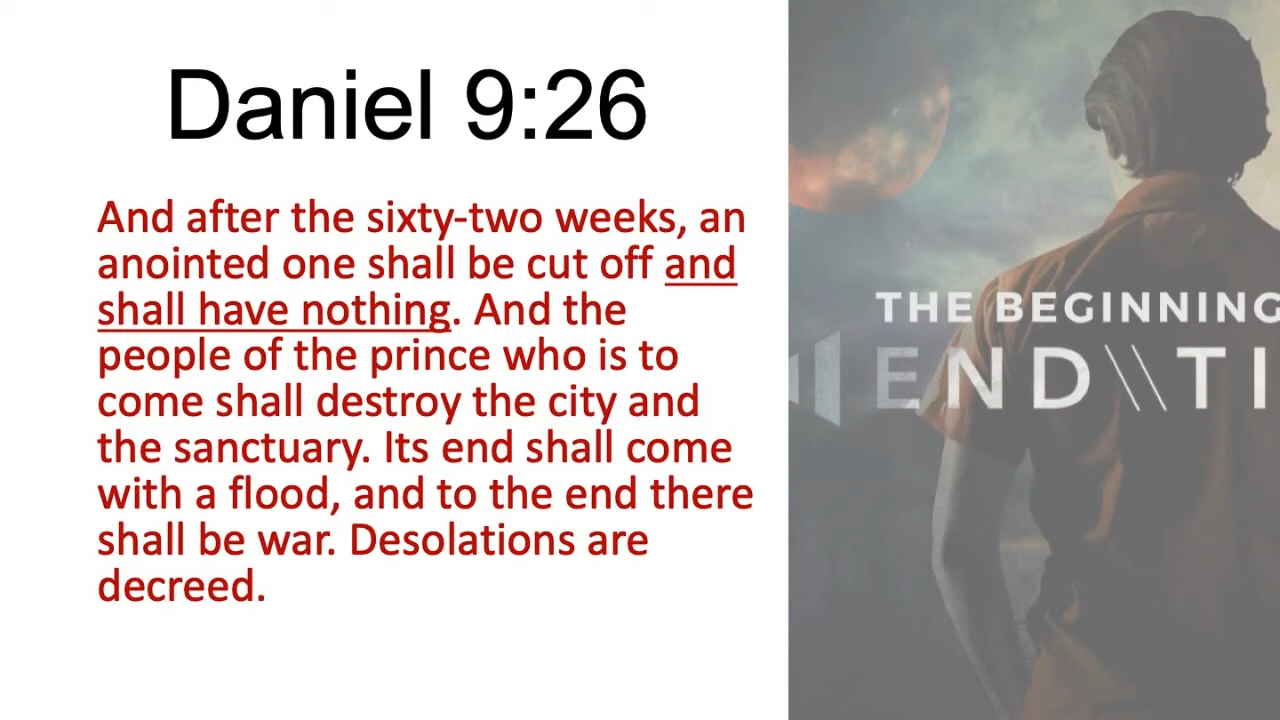 Daniel 9:26
And after the sixty-two weeks, an
anointed one shall be cut off and
shall have nothing. And the
people of the prince who is to
come shall destroy the city and
the sanctuary. Its end shall come
with a flood, and to the end there
shall be war. Desolations are
decreed.
THE BEGINNING
END\\TI